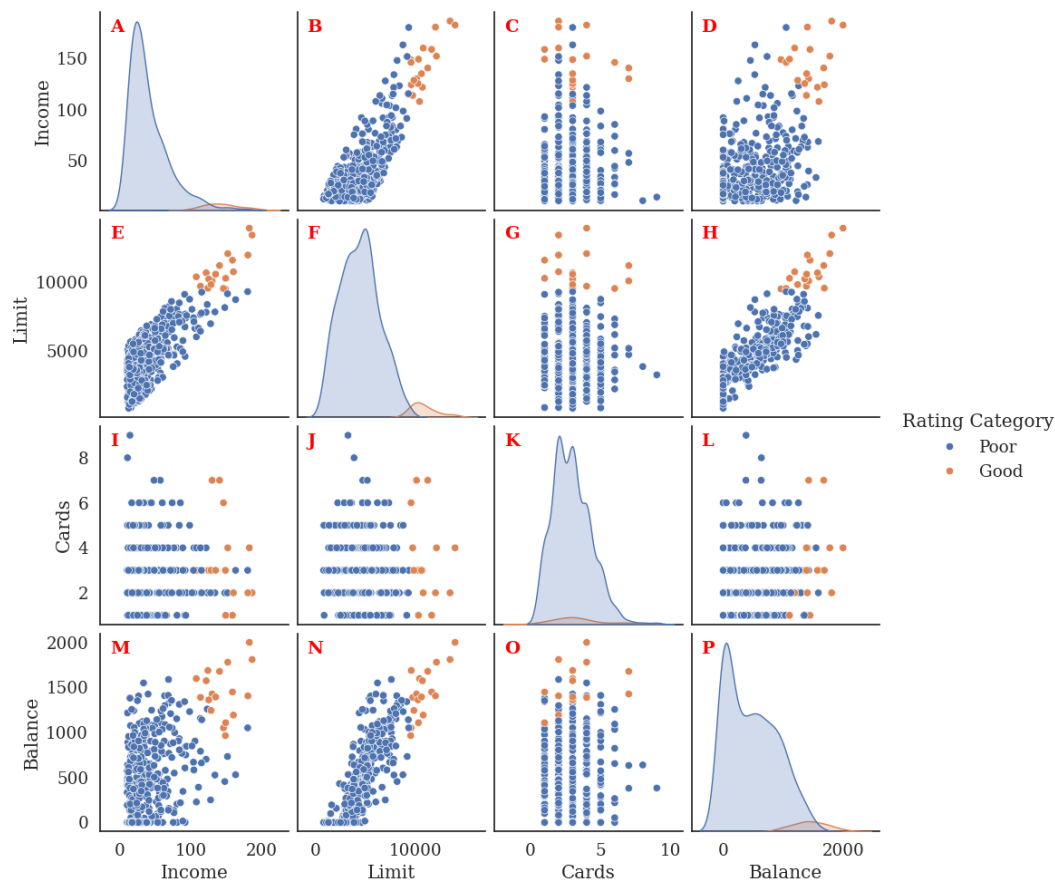 A B C D
150
100
50
Income
E F G H
10000
5000
Limit
Rating Category
Poor
Good
I J K L
8
6
4
2
Cards
M N O P
2000
1500
1000
500
0
Balance
0 100 200 0 10000 0 5 10 0 2000
Income Limit Cards Balance